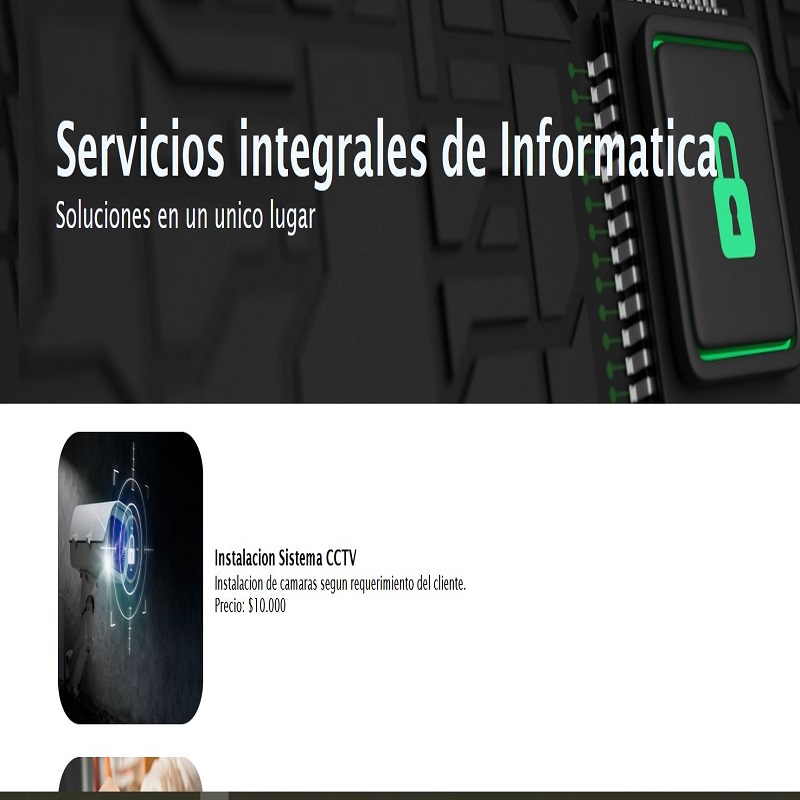 Servicios integrales de Informatica
Soluciones en un unico lugar
Instalacion Sistema CCTV
Instalacion de camaras segun requerimiento del cliente.
Precio: $10.000